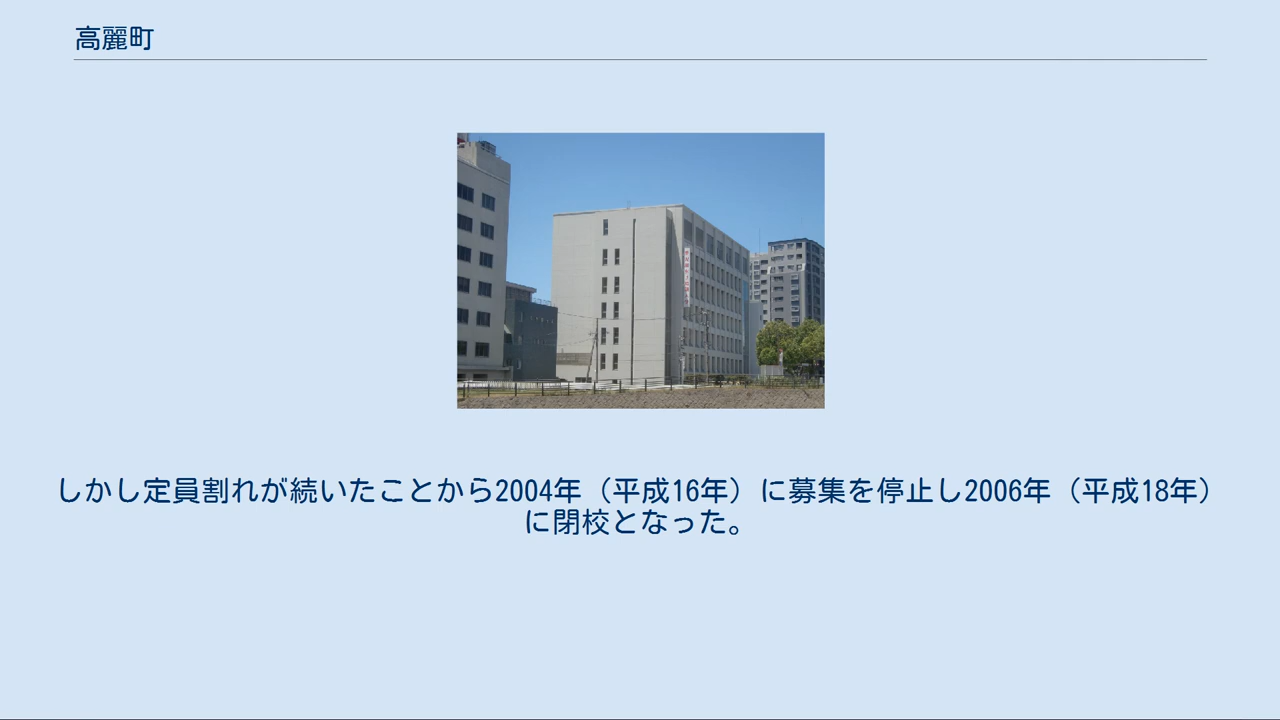 高麗町
しかし定員割れが続いたことから2004年（平成16年）に募集を停止し2006年（平成18年）
に閉校となった。